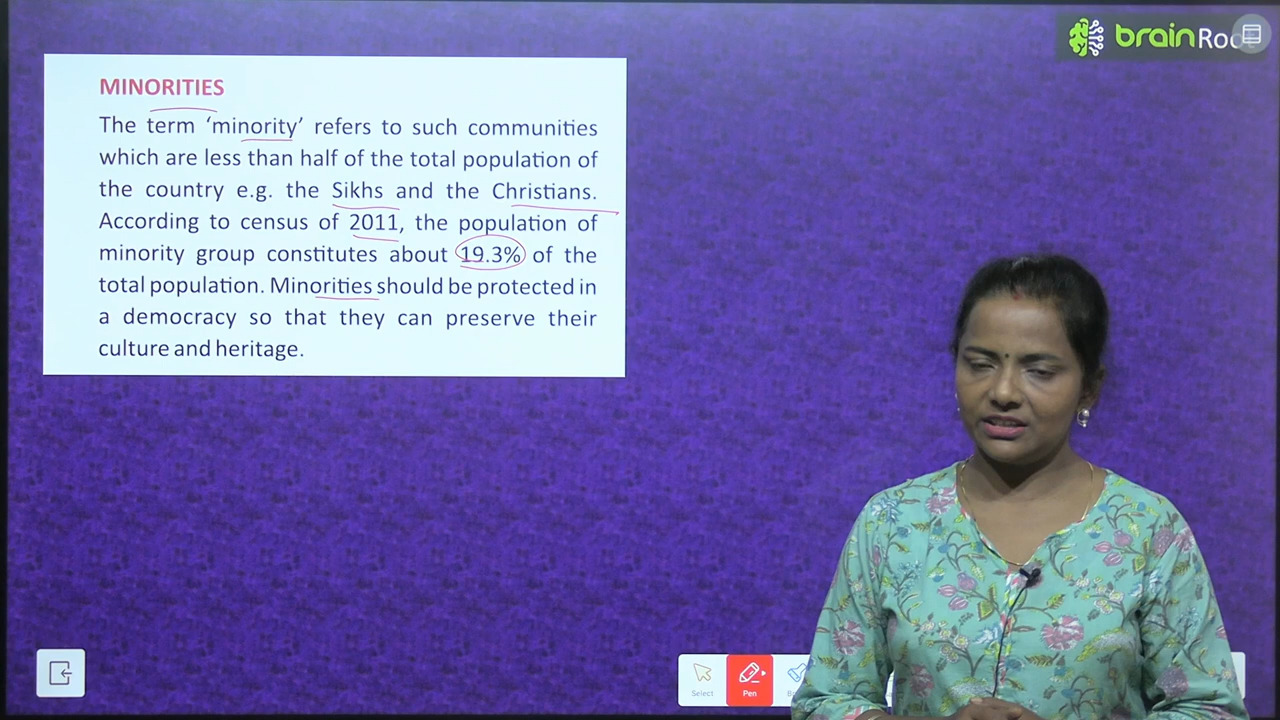 brainRoo
MINORITIES
The term ‘minority’ refers to such communities
which are less than half of the total population of
the country e.g. the Sikhs and the Christians.
According to census of 2011, the population of
minority group constitutes about 19.3% of the
total population. Minorities should be protected in
a democracy so that they can preserve their
culture and heritage.
Select
Pen